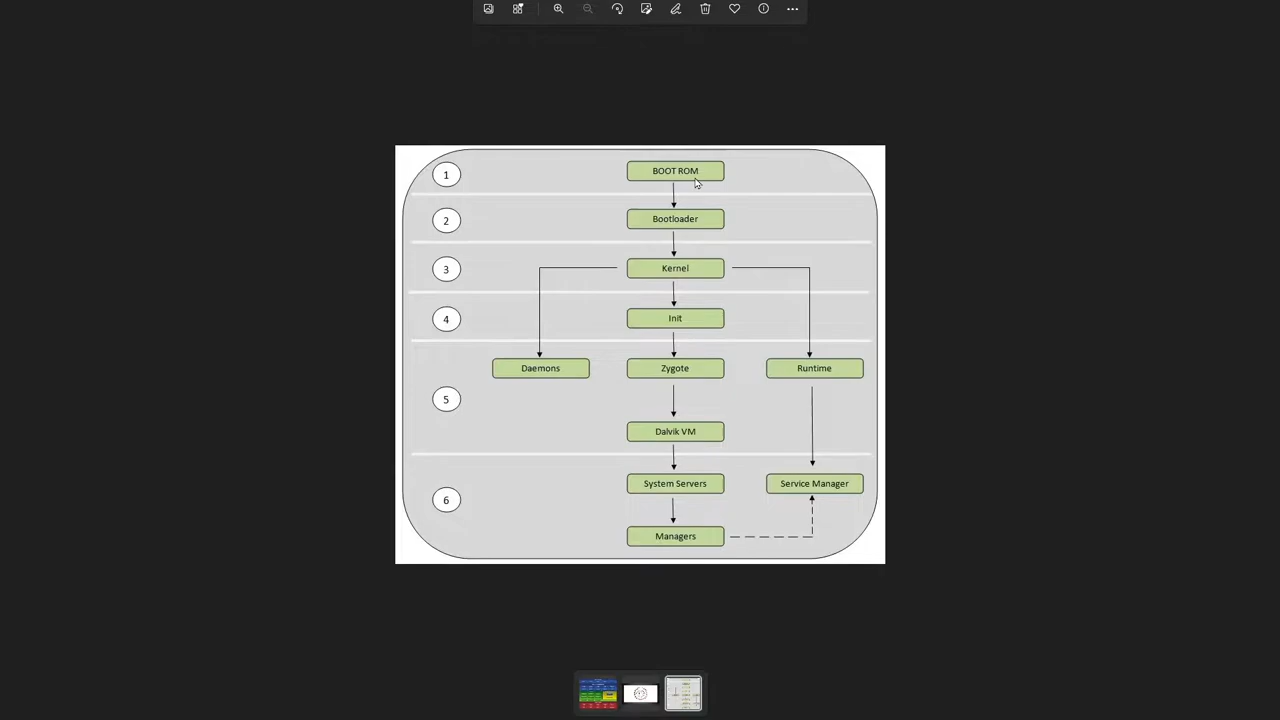 1
BOOT ROM
2
Bootloader
3
Kernel
4
Init
Daemons
Zygote
Runtime
5
Dalvik VM
System Servers
Service Manager
6
Managers